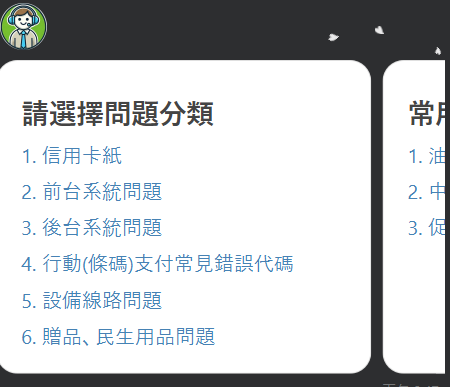 請選擇問題分類
1. 信用卡紙
2. 前台系統問題
3. 後台系統問題
4. 行動(條碼)支付常見錯誤代碼
5. 設備線路問題
6. 贈品、民生用品問題
常用
1. 油
2. 中
3. 促